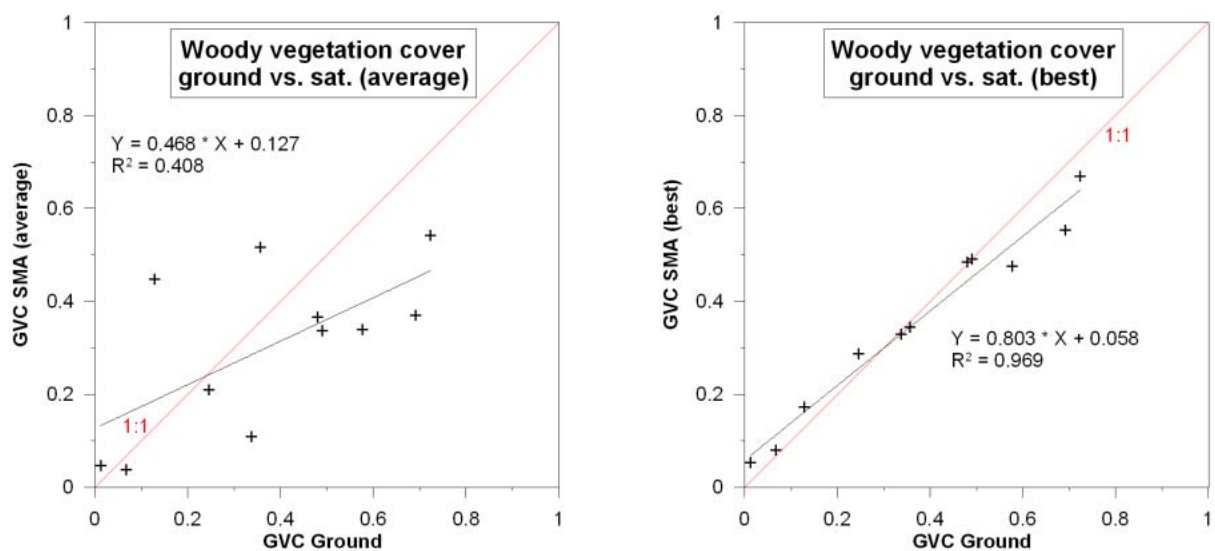 Woody vegetation cover
ground vs. sat. (average)
Y = 0.468 * X + 0.127
R² = 0.408
1:1
GVC SMA (average)
1
0.8
0.6
0.4
0.2
0
0
0.2
0.4
0.6
0.8
1
GVC Ground
Woody vegetation cover
ground vs. sat. (best)
1:1
Y = 0.803 * X + 0.058
R² = 0.969
GVC SMA (best)
1
0.8
0.6
0.4
0.2
0
0
0.2
0.4
0.6
0.8
1
GVC Ground